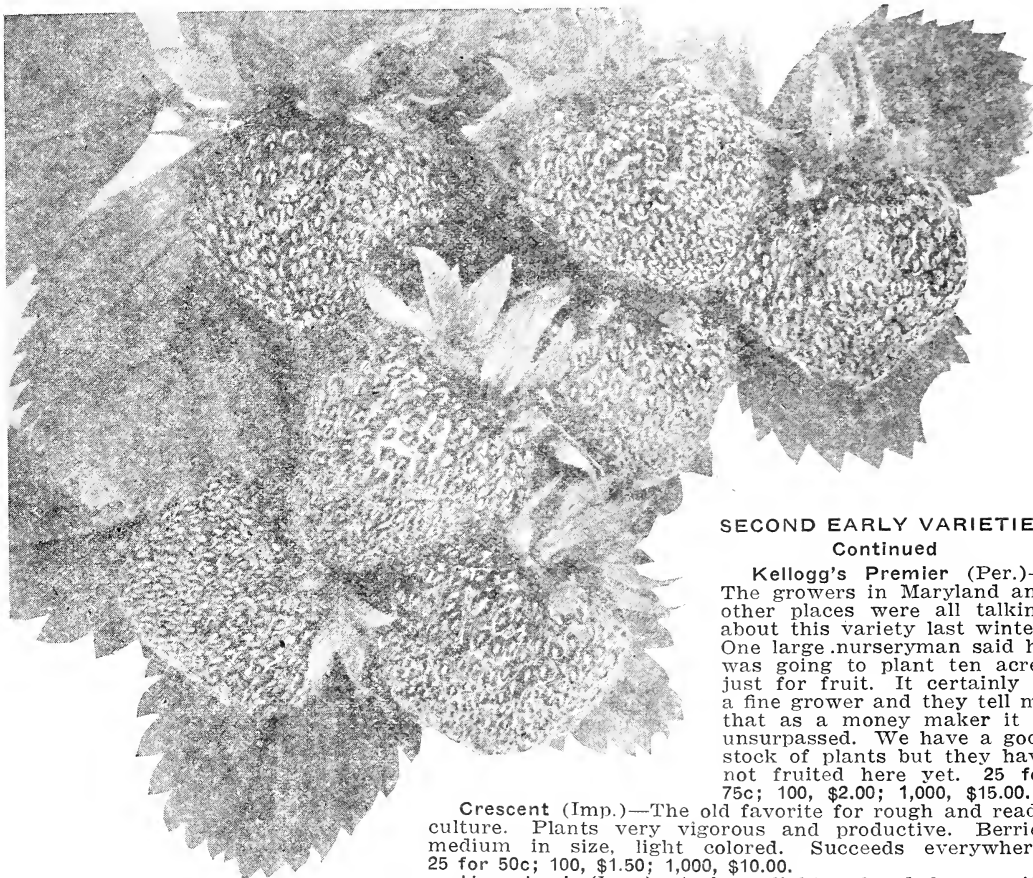 SECOND EARLY VARIETIE
Continued
Kellogg's Premier (Per.)-
The growers in Maryland an
other places were all talkin
about this variety last winte
One large .nurseryman said h
was going to plant ten acre
just for fruit. It certainly
a fine grower and they tell m
that as a money maker it
unsurpassed. We have a goo
stock of plants but they hav
not fruited here yet. 25 f
75c; 100, $2.00; 1,000, $15.00.
Crescent (Imp.)—The old favorite for rough and read
culture. Plants very vigorous and productive. Berrie
medium in size, light colored. Succeeds everywher
25 for 50c; 100, $1.50; 1,000, $10.00.